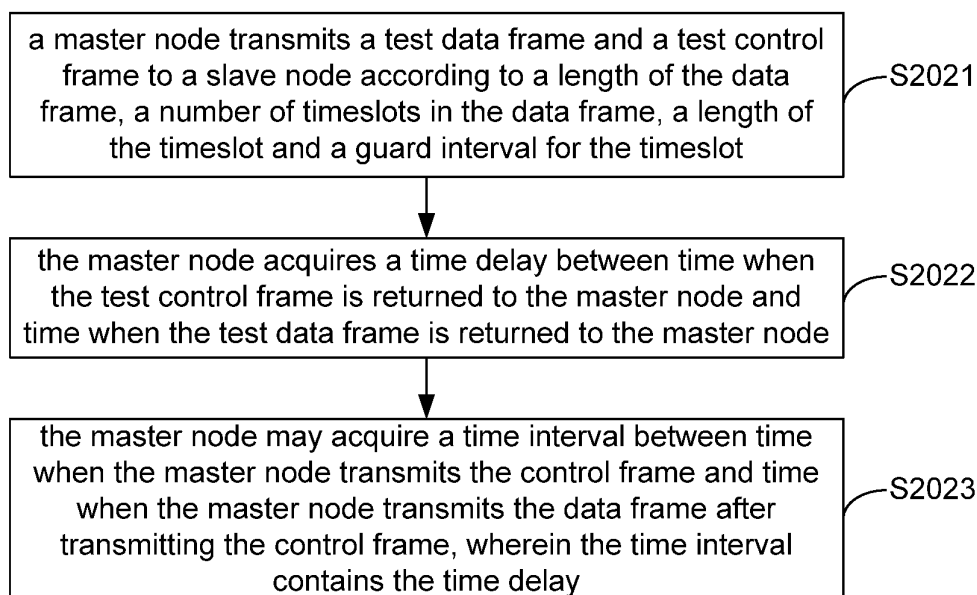 a master node transmits a test data frame and a test control
frame to a slave node according to a length of the data
frame, a number of timeslots in the data frame, a length of
the timeslot and a guard interval for the timeslot
S2021
the master node acquires a time delay between time when
the test control frame is returned to the master node and
time when the test data frame is returned to the master node
S2022
the master node may acquire a time interval between time
when the master node transmits the control frame and time
when the master node transmits the data frame after
transmitting the control frame, wherein the time interval
contains the time delay
S2023